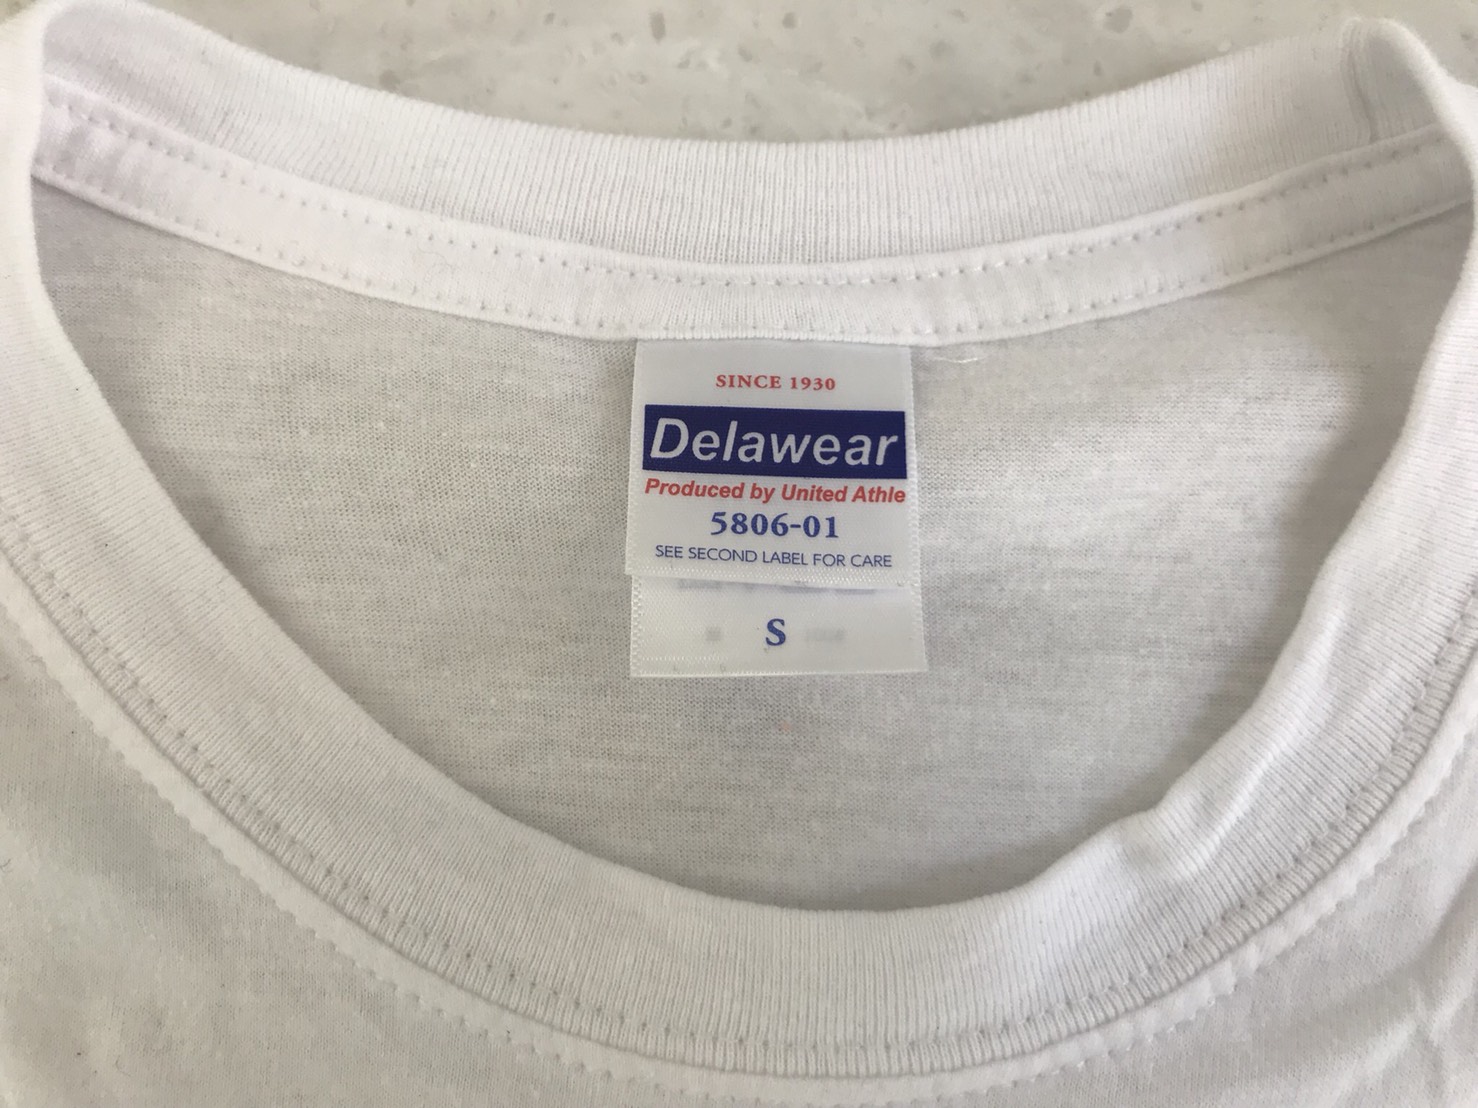 SINCE 1930
Delawear
Produced by United Athle
5806-01
SEE SECOND LABEL FOR CARE
S